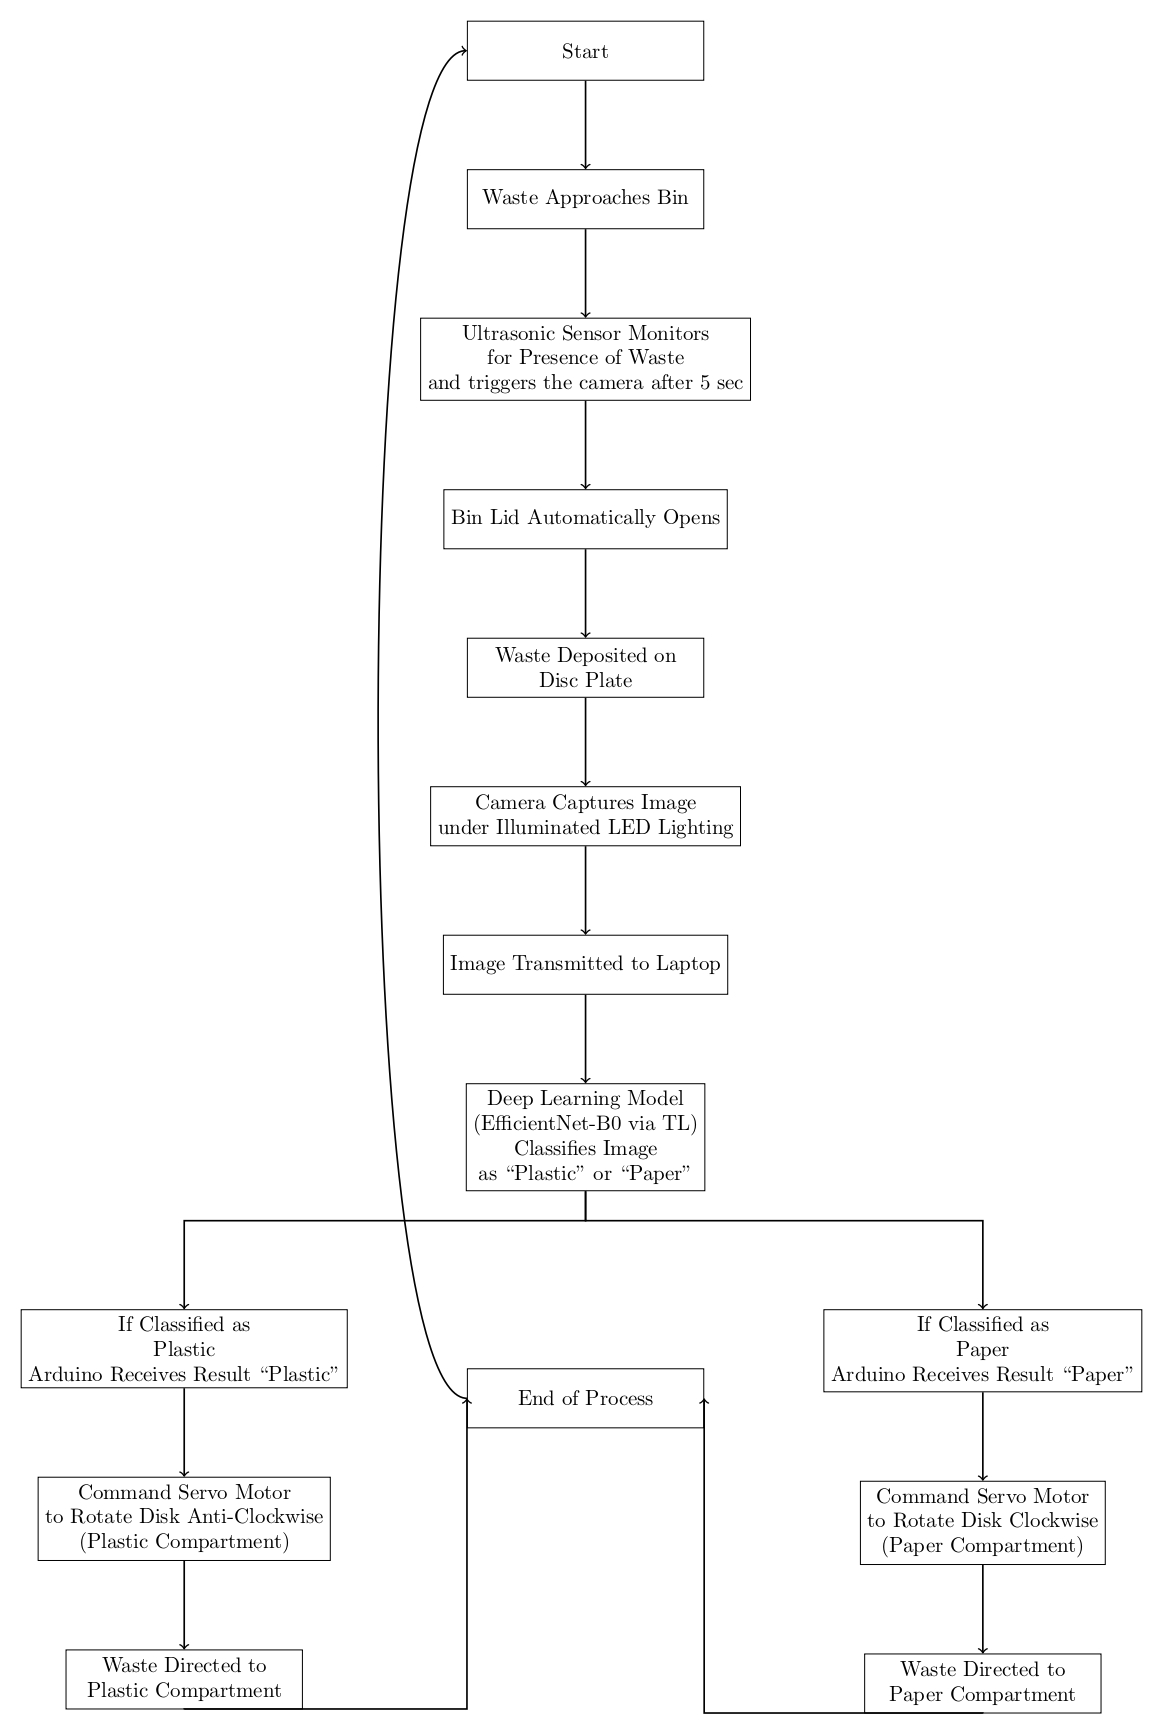 Start
Waste Approaches Bin
Ultrasonic Sensor Monitors
for Presence of Waste
and triggers the camera after 5 sec
Bin Lid Automatically Opens
Waste Deposited on
Disc Plate
Camera Captures Image
under Illuminated LED Lighting
Image Transmitted to Laptop
Deep Learning Model
(EfficientNet-B0 via TL)
Classifies Image
as “Plastic” or “Paper”
If Classified as
Plastic
Arduino Receives Result “Plastic”
Command Servo Motor
to Rotate Disk Anti-Clockwise
(Plastic Compartment)
Waste Directed to
Plastic Compartment
End of Process
If Classified as
Paper
Arduino Receives Result “Paper”
Command Servo Motor
to Rotate Disk Clockwise
(Paper Compartment)
Waste Directed to
Paper Compartment